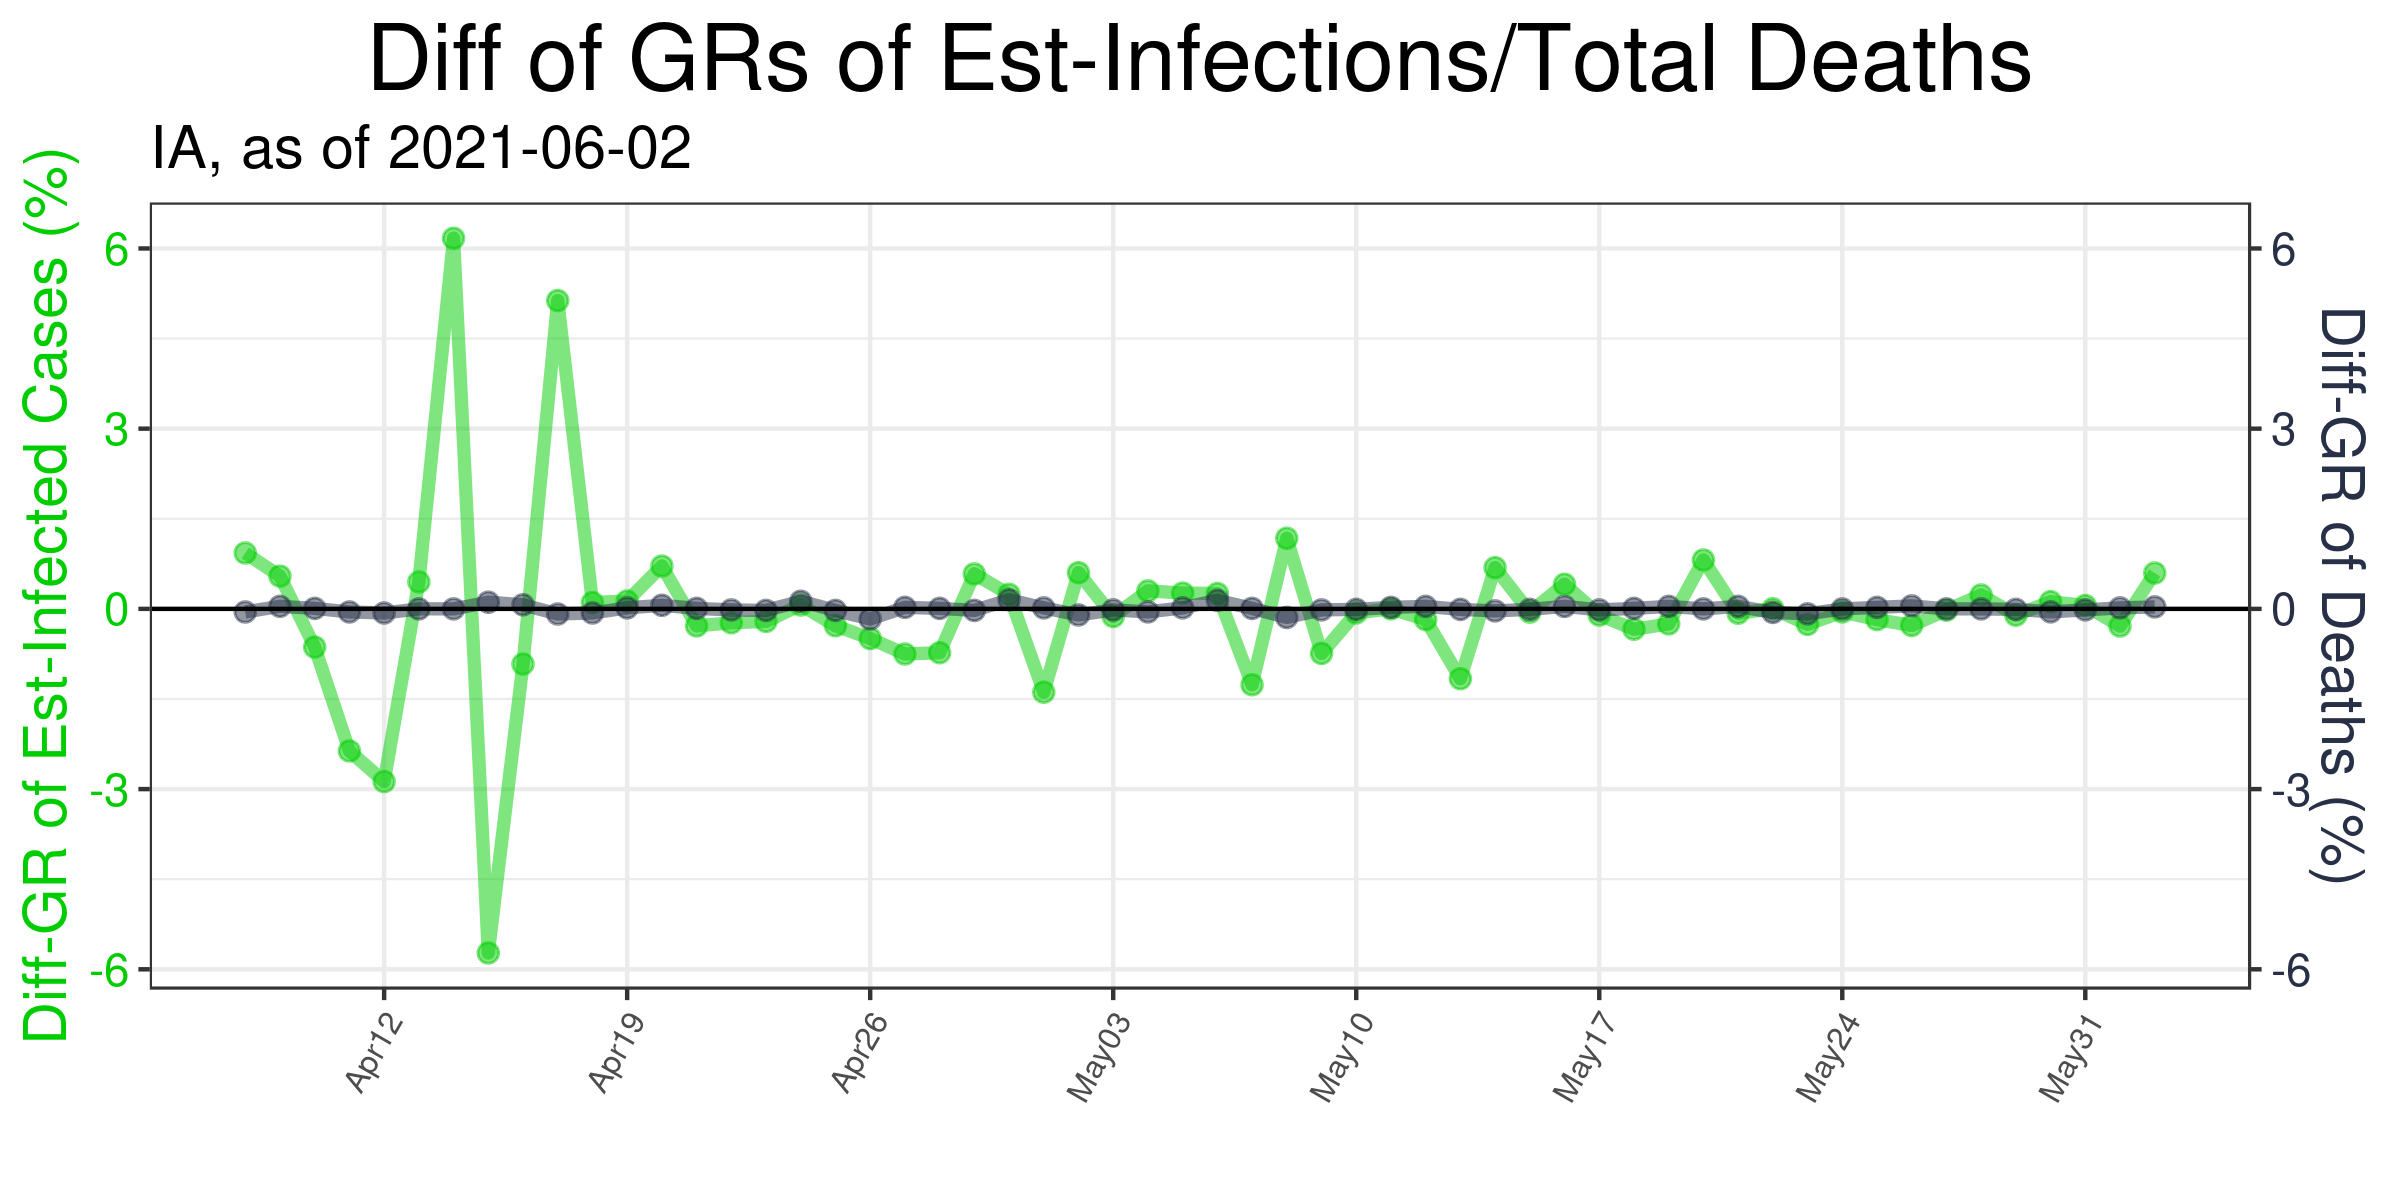 Diff of GRs of Est-Infections/Total Deaths
IA, as of 2021-06-02
Diff-GR of Est-Infected Cases (%)
6
3
0
-3
-6
6
3
0
-3
-6
Diff-GR of Deaths (%)
Apr12
Apr19
Apr26
May03
May10
May17
May24
May31